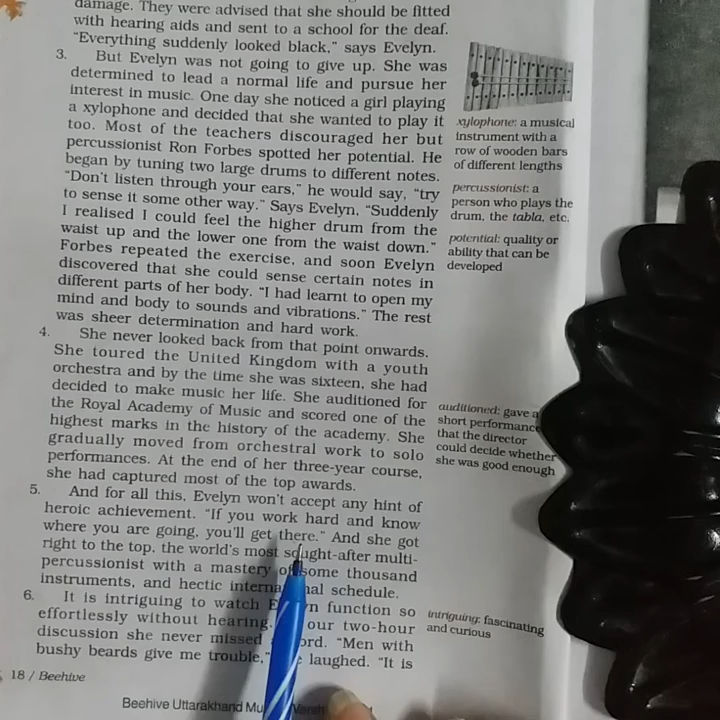 damage. They were advised that she should be fitted
with hearing aids and sent to a school for the deaf.
“Everything suddenly looked black,” says Evelyn.
3. But Evelyn was not going to give up. She was
determined to lead a normal life and pursue her
interest in music. One day she noticed a girl playing
a xylophone and decided that she wanted to play it
too. Most of the teachers discouraged her but
percussionist Ron Forbes spotted her potential. He
began by tuning two large drums to different notes.
“Don't listen through your ears,” he would say, “try
to sense it some other way.” Says Evelyn, “Suddenly
I realised I could feel the higher drum from the
waist up and the lower one from the waist down.”
Forbes repeated the exercise, and soon Evelyn
discovered that she could sense certain notes in
different parts of her body. “I had learnt to open my
mind and body to sounds and vibrations.” The rest
was sheer determination and hard work.
4. She never looked back from that point onwards.
She toured the United Kingdom with a youth
orchestra and by the time she was sixteen, she had
decided to make music her life. She auditioned for
the Royal Academy of Music and scored one of the
highest marks in the history of the academy. She
gradually moved from orchestral work to solo
performances. At the end of her three-year course,
she had captured most of the top awards.
5. And for all this, Evelyn won't accept any hint of
heroic achievement. “If you work hard and know
where you are going, you'll get there.” And she got
right to the top, the world's most sought-after multi-
percussionist with a mastery of some thousand
instruments, and hectic schedule.
6. It is intriguing to watch function so
effortlessly without hearing. our two-hour
discussion she never missed “Men with
bushy beards give me trouble,” laughed. “It is
xylophone: a musical
instrument with a
row of wooden bars
of different lengths
percussionist: a
person who plays the
drum, the tabla, etc.
potential: quality or
ability that can be
developed
auditioned: gave a
short performance
that the director
could decide whether
she was good enough
intriguing: fascinating
and curious
18 / Beehive
Beehive Uttarakhand